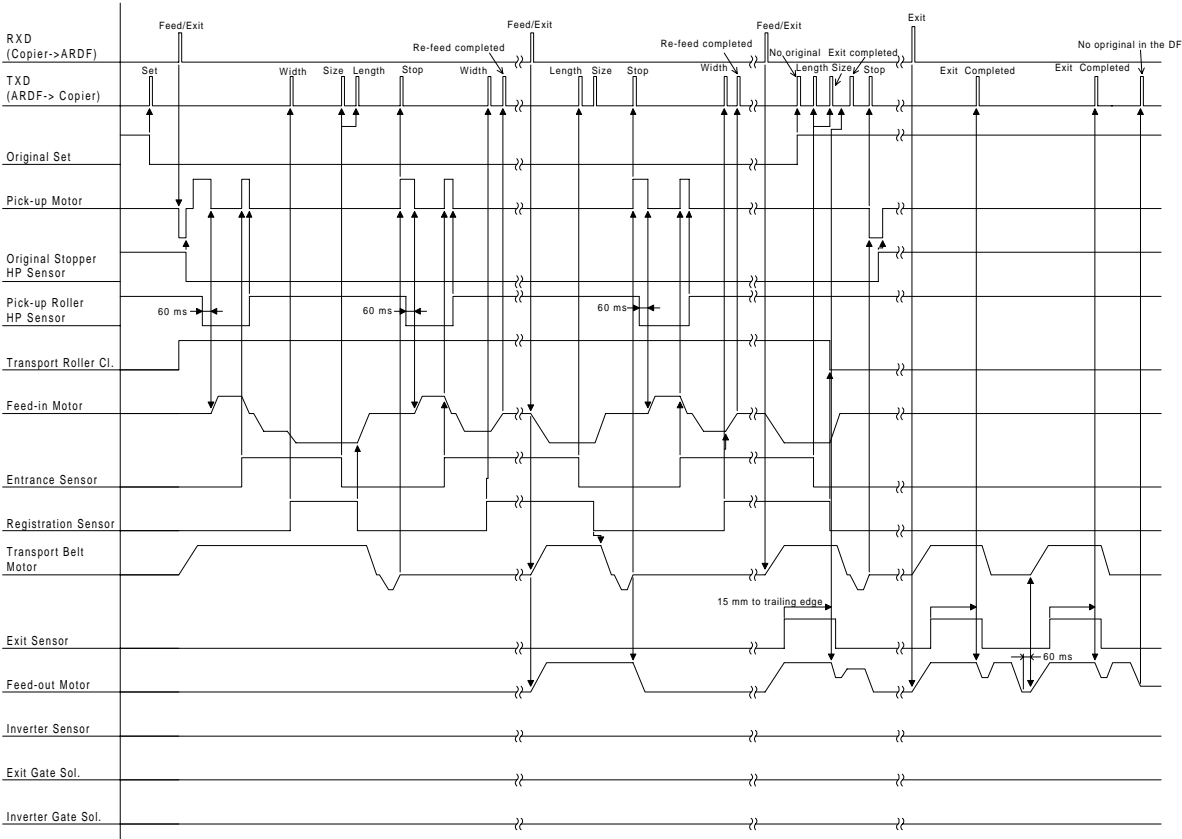 Feed/Exit
Feed/Exit
Feed/Exit
Exit
RXD
(Copier->ARDF)
Re-feed completed
Re-feed completed
No original
Exit completed
No opriginal in the DF
TXD
(ARDF-> Copier)
Set
Width
Size
Length
Stop
Width
Length
Size
Stop
Width
Length
Size
Stop
Exit Completed
Exit Completed
Original Set
Pick-up Motor
Original Stopper
HP Sensor
Pick-up Roller
HP Sensor
60 ms
60 ms
60 ms
Transport Roller Cl.
Feed-in Motor
Entrance Sensor
Registration Sensor
Transport Belt
Motor
15 mm to trailing edge
Exit Sensor
60 ms
Feed-out Motor
Inverter Sensor
Exit Gate Sol.
Inverter Gate Sol.